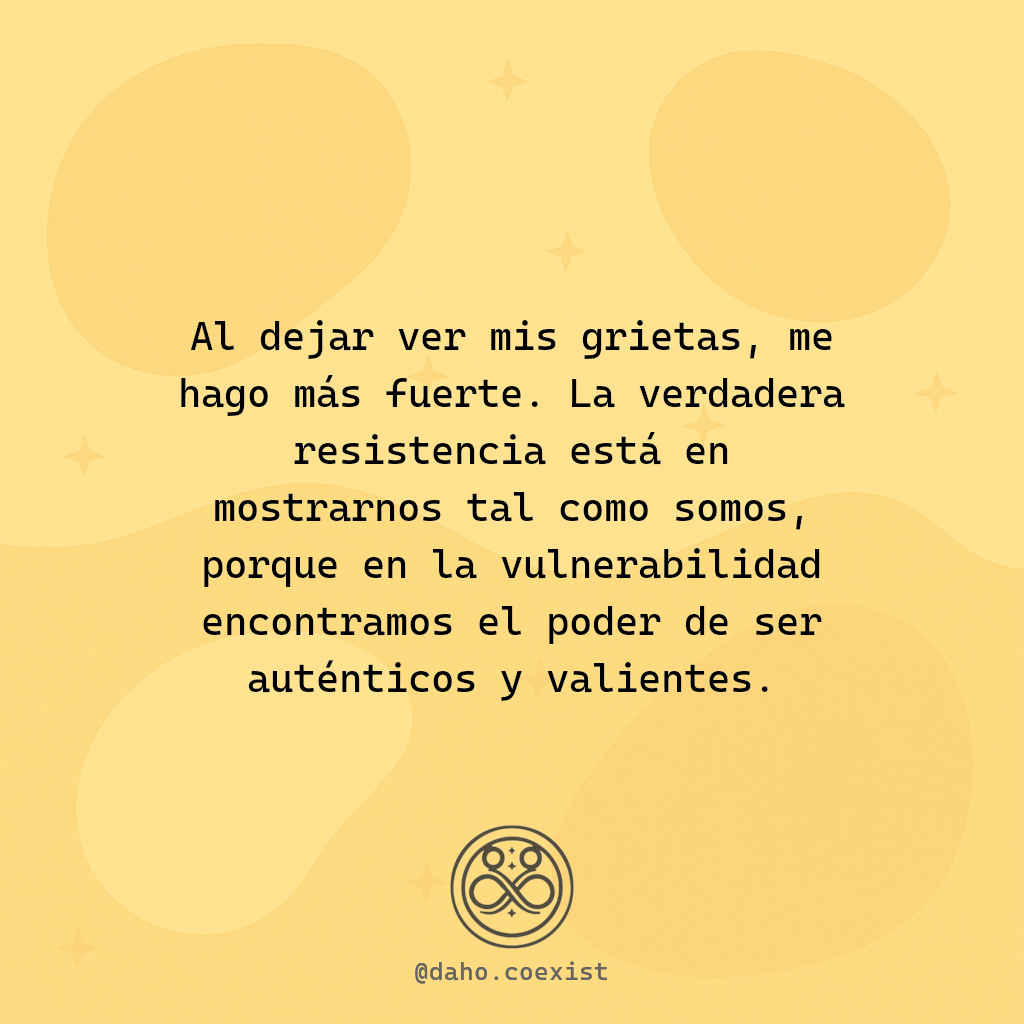 Al dejar ver mis grietas, me
hago más fuerte. La verdadera
resistencia está en
mostrarnos tal como somos,
porque en la vulnerabilidad
encontramos el poder de ser
auténticos y valientes.
@daho.coexist